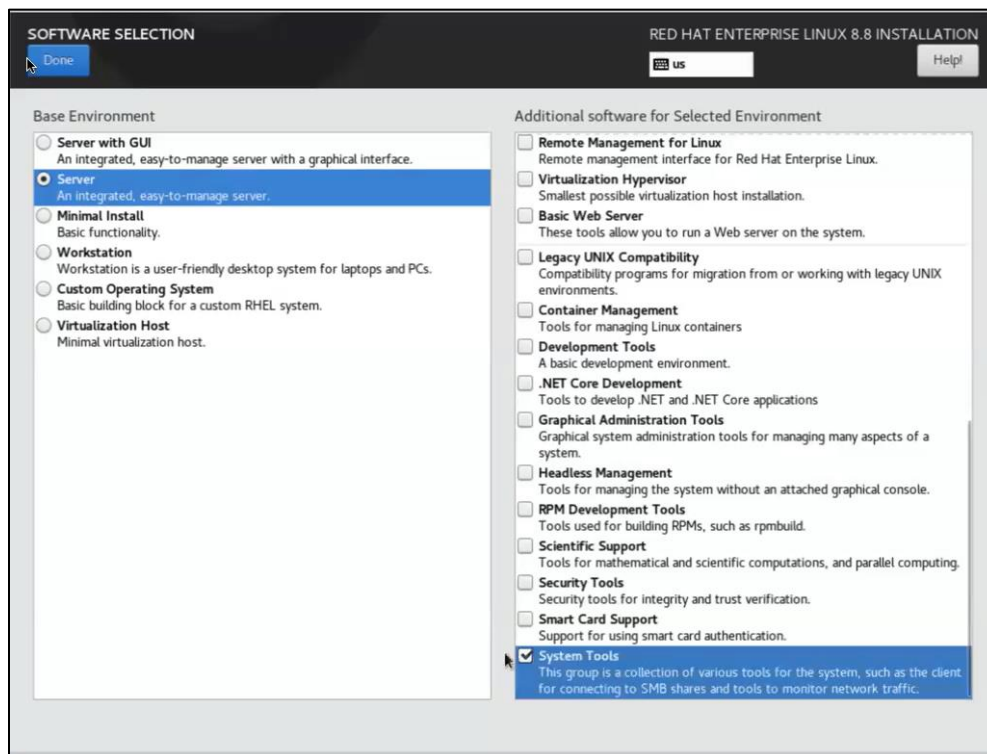 SOFTWARE SELECTION
RED HAT ENTERPRISE LINUX 8.8 INSTALLATION
Done
us
Help!
Base Environment
Server with GUI
An integrated, easy-to-manage server with a graphical interface.
Server
An integrated, easy-to-manage server.
Minimal Install
Basic functionality.
Workstation
Workstation is a user-friendly desktop system for laptops and PCs.
Custom Operating System
Basic building block for a custom RHEL system.
Virtualization Host
Minimal virtualization host.
Additional software for Selected Environment
Remote Management for Linux
Remote management interface for Red Hat Enterprise Linux.
Virtualization Hypervisor
Smallest possible virtualization host installation.
Basic Web Server
These tools allow you to run a Web server on the system.
Legacy UNIX Compatibility
Compatibility programs for migration from or working with legacy UNIX
environments.
Container Management
Tools for managing Linux containers
Development Tools
A basic development environment.
.NET Core Development
Tools to develop .NET and .NET Core applications
Graphical Administration Tools
Graphical system administration tools for managing many aspects of a
system.
Headless Management
Tools for managing the system without an attached graphical console.
RPM Development Tools
Tools used for building RPMs, such as rpmbuild.
Scientific Support
Tools for mathematical and scientific computations, and parallel computing.
Security Tools
Security tools for integrity and trust verification.
Smart Card Support
Support for using smart card authentication.
System Tools
This group is a collection of various tools for the system, such as the client
for connecting to SMB shares and tools to monitor network traffic.